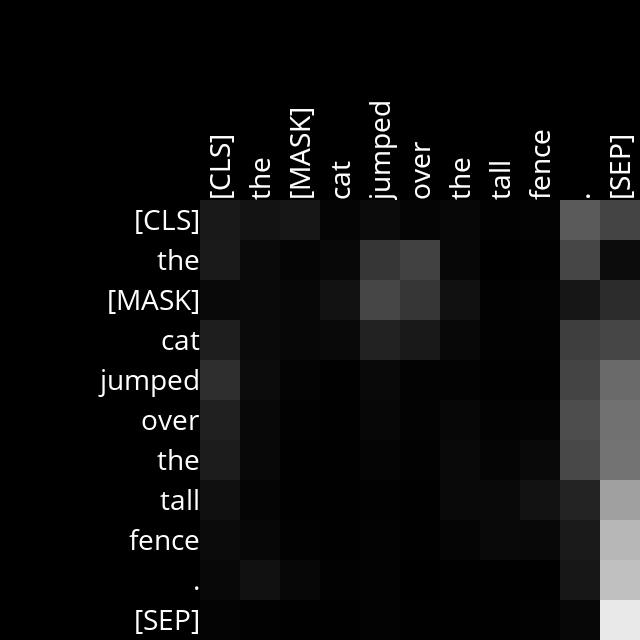 [CLS] the [MASK] cat jumped over the tall fence . [SEP]
[CLS]
the
[MASK]
cat
jumped
over
the
tall
fence
.
[SEP]